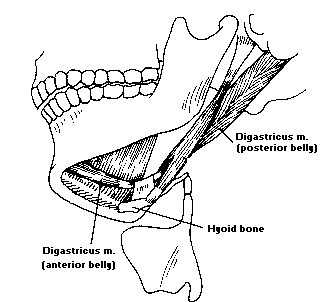 Digastricus m.
(posterior belly)
Hyoid bone
Digastricus m.
(anterior belly)